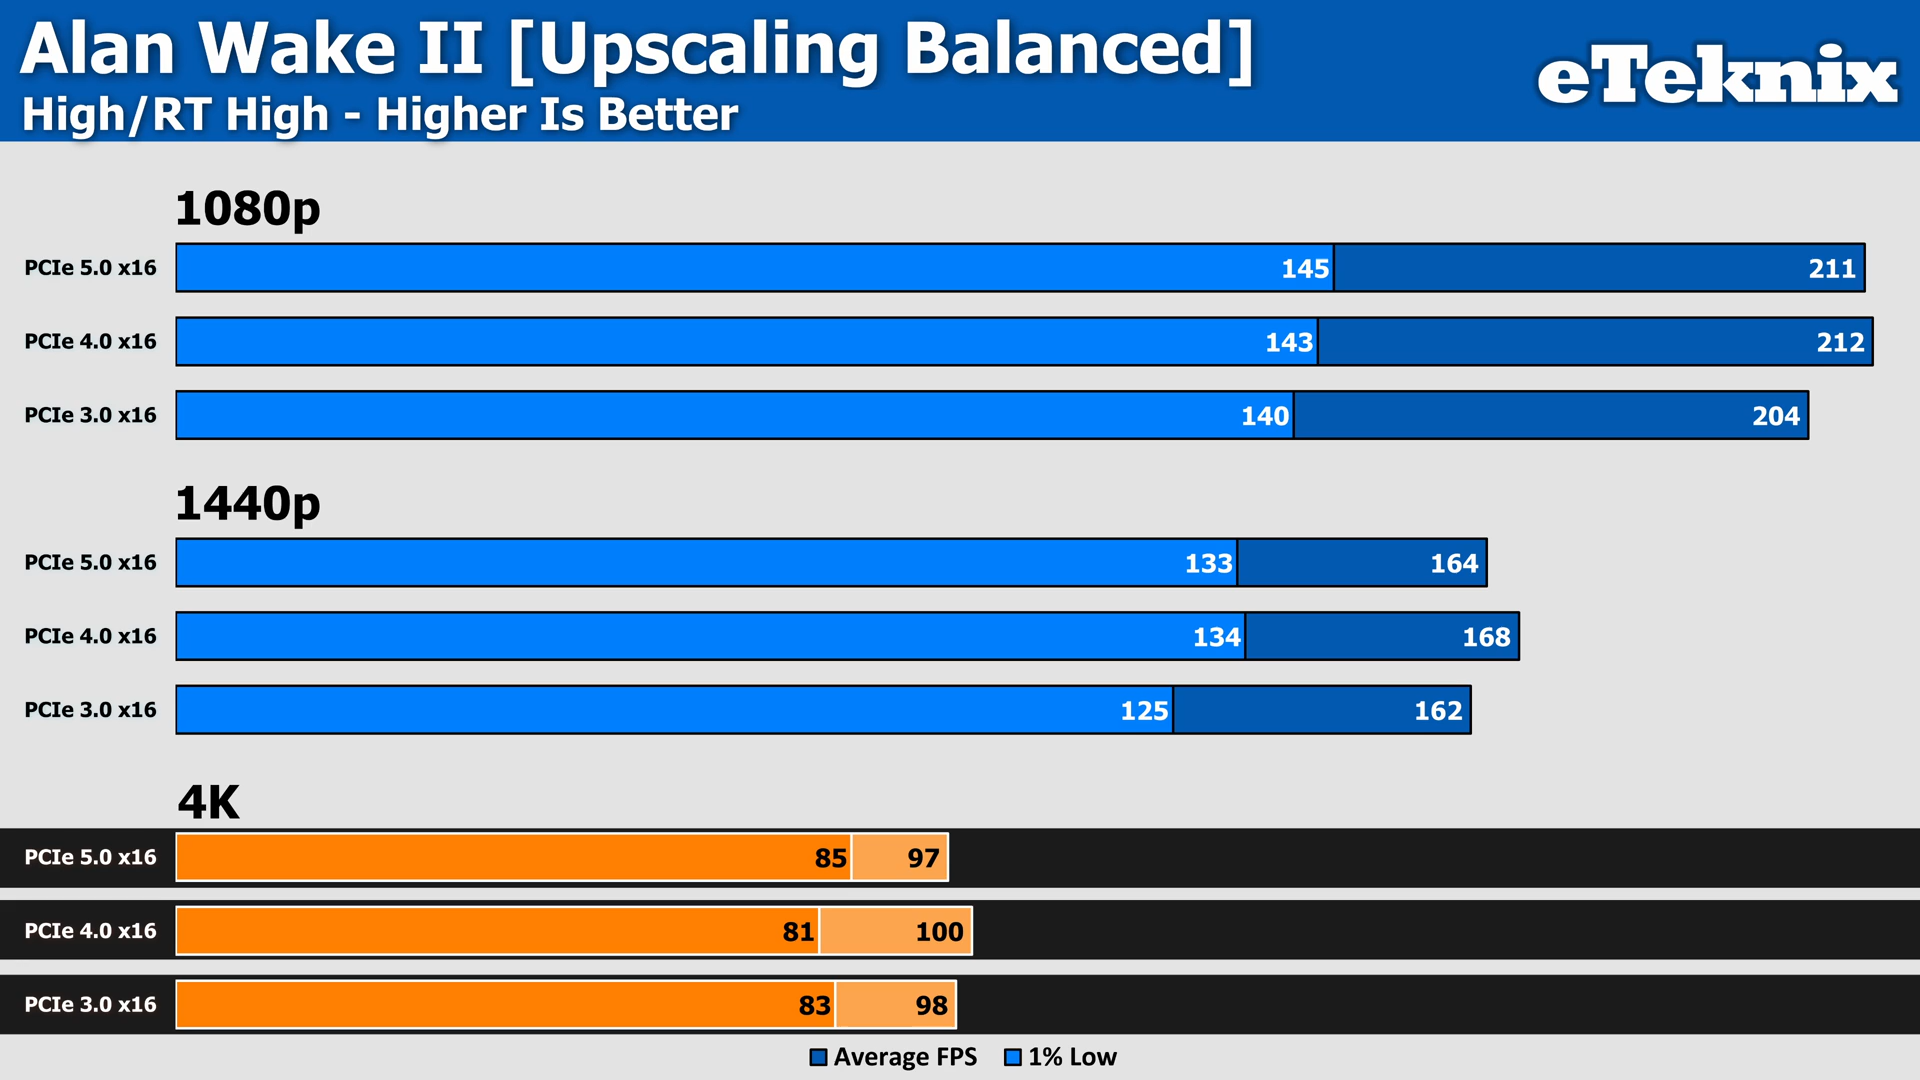 Alan Wake II [Upscaling Balanced]
High/RT High - Higher Is Better
eTeknix
1080p
PCIe 5.0 x16 145 211
PCIe 4.0 x16 143 212
PCIe 3.0 x16 140 204
1440p
PCIe 5.0 x16 133 164
PCIe 4.0 x16 134 168
PCIe 3.0 x16 125 162
4K
PCIe 5.0 x16 85 97
PCIe 4.0 x16 81 100
PCIe 3.0 x16 83 98
Average FPS 1% Low